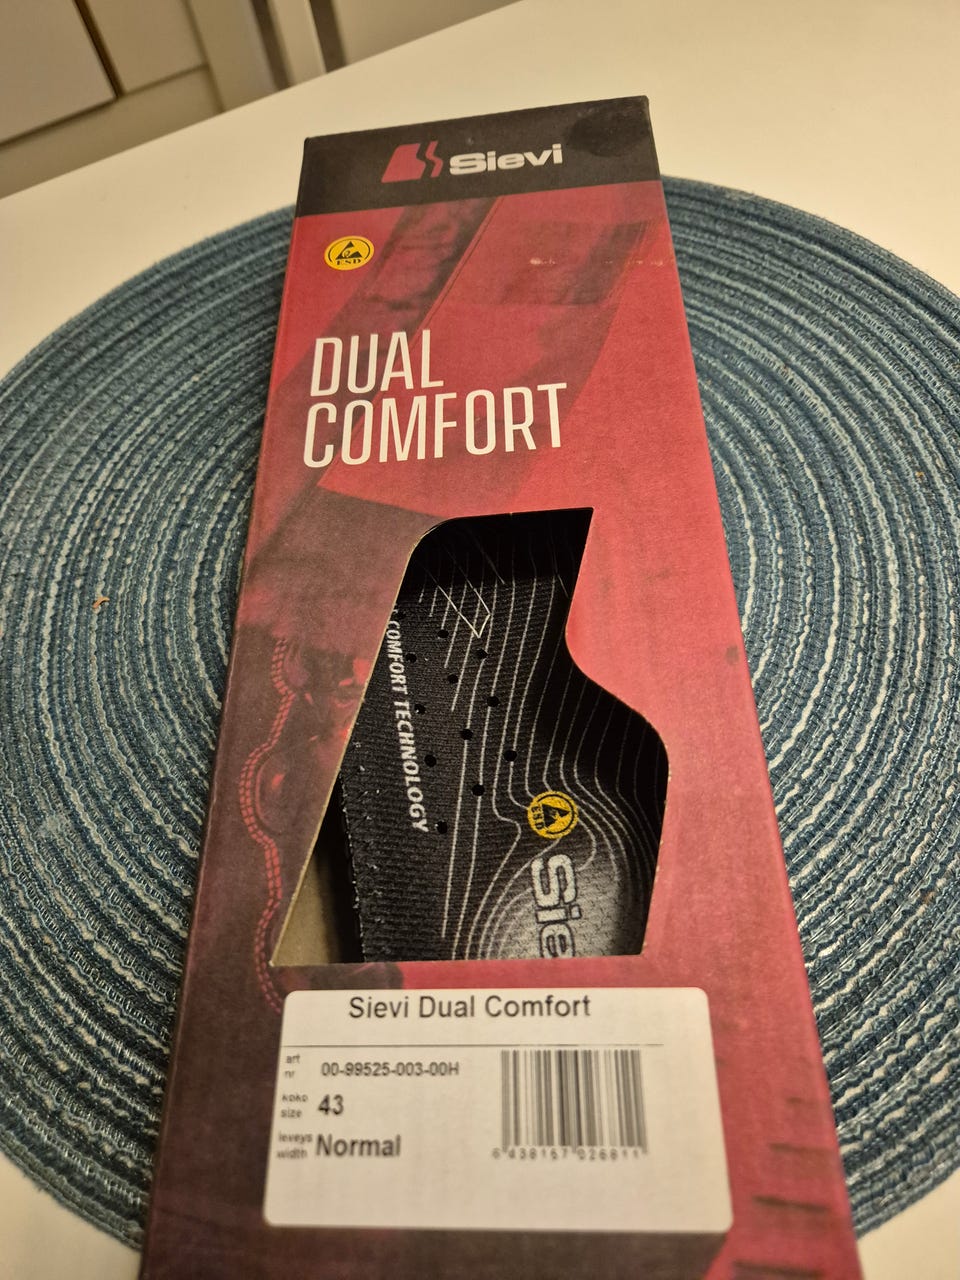 Sievi
ESD
DUAL
COMFORT
COMFORT TECHNOLOGY
ESD
Sie
Sievi Dual Comfort
art
nr
00-99525-003-00H
koko
size
43
leveys
width
Normal
6 438157 026811